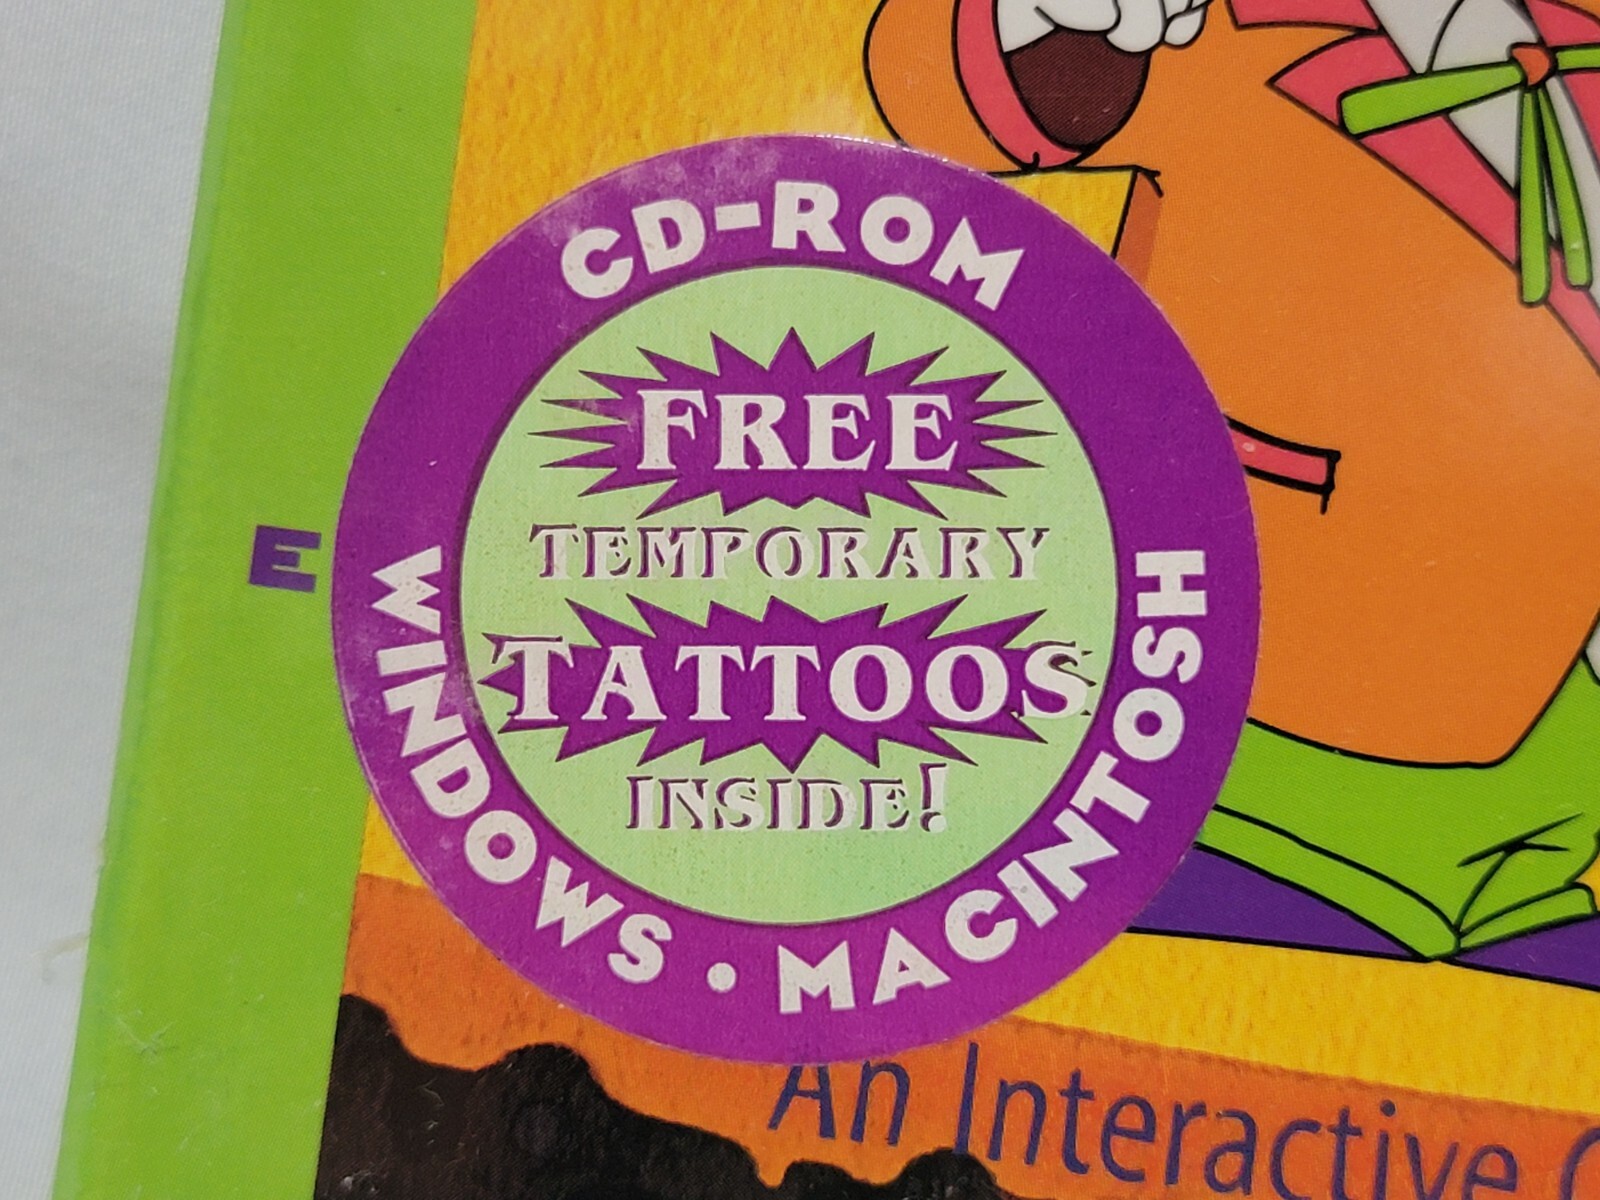 CD-ROM
FREE
TEMPORARY
TATTOOS
INSIDE!
WINDOWS • MACINTOSH
E
An Interactive